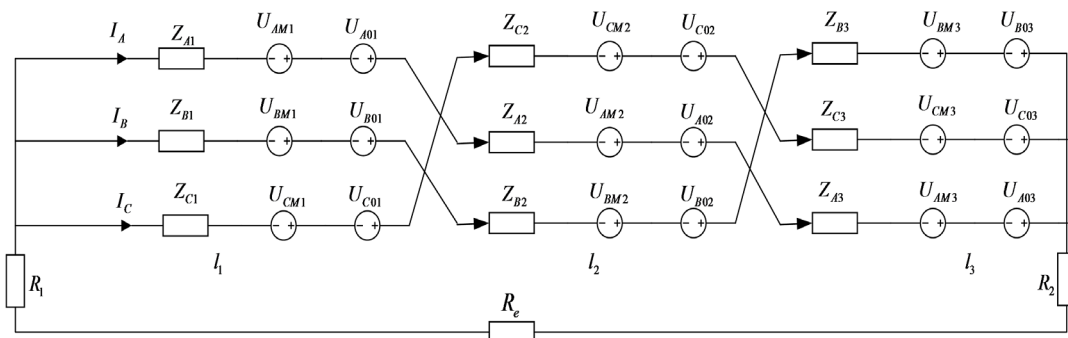 I_A Z_A1 U_AM1 U_A01 Z_C2 U_CM2 U_C02 Z_B3 U_BM3 U_B03
I_B Z_B1 U_BM1 U_B01 Z_A2 U_AM2 U_A02 Z_C3 U_CM3 U_C03
I_C Z_C1 U_CM1 U_C01 Z_B2 U_BM2 U_B02 Z_A3 U_AM3 U_A03
l_1 l_2 l_3
R_1 R_e R_2